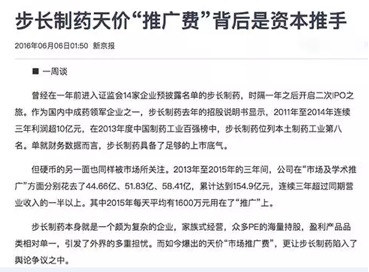 步长制药天价“推广费”背后是资本推手
2016年06月06日01:50 新京报
■ 一周谈
曾经在一年前进入证监会14家企业预披露名单的步长制药，时隔一年之后开启二次IPO之
旅。作为国内中成药领军企业之一，步长制药去年的招股说明书显示，2011年至2014年连续
三年利润超10亿元，在2013年度中国制药工业百强榜中，步长制药位列本土制药工业第八
名。单就财务数据而言，步长制药具备了足够的上市底气。
但硬币的另一面也同样被市场所关注。2013年至2015年的三年间，公司在“市场及学术推
广”方面分别花去了44.66亿、51.83亿、58.41亿，累计达到154.9亿元，连续三年超过同期营
业收入的一半以上。其中2015年每天平均有1600万元用在了“推广”上。
步长制药本身就是一个颇为复杂的企业，家族式经营，众多PE的海量持股，盈利产品品
类相对单一，引发了外界的多重担忧。而如今爆出的天价“市场推广费”，更让步长制药陷入了
舆论争议之中。